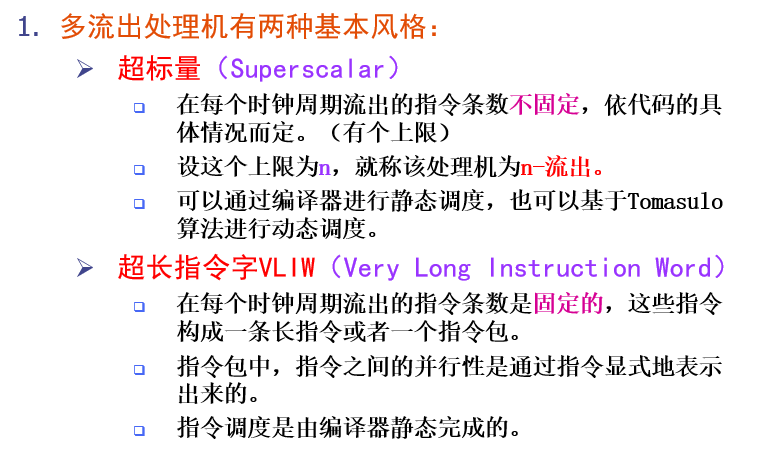 1. 多流出处理机有两种基本风格：
➢ 超标量（Superscalar）
❑ 在每个时钟周期流出的指令条数不固定，依代码的具
体情况而定。（有个上限）
❑ 设这个上限为n，就称该处理机为n-流出。
❑ 可以通过编译器进行静态调度，也可以基于Tomasulo
算法进行动态调度。
➢ 超长指令字VLIW（Very Long Instruction Word）
❑ 在每个时钟周期流出的指令条数是固定的，这些指令
构成一条长指令或者一个指令包。
❑ 指令包中，指令之间的并行性是通过指令显式地表示
出来的。
❑ 指令调度是由编译器静态完成的。